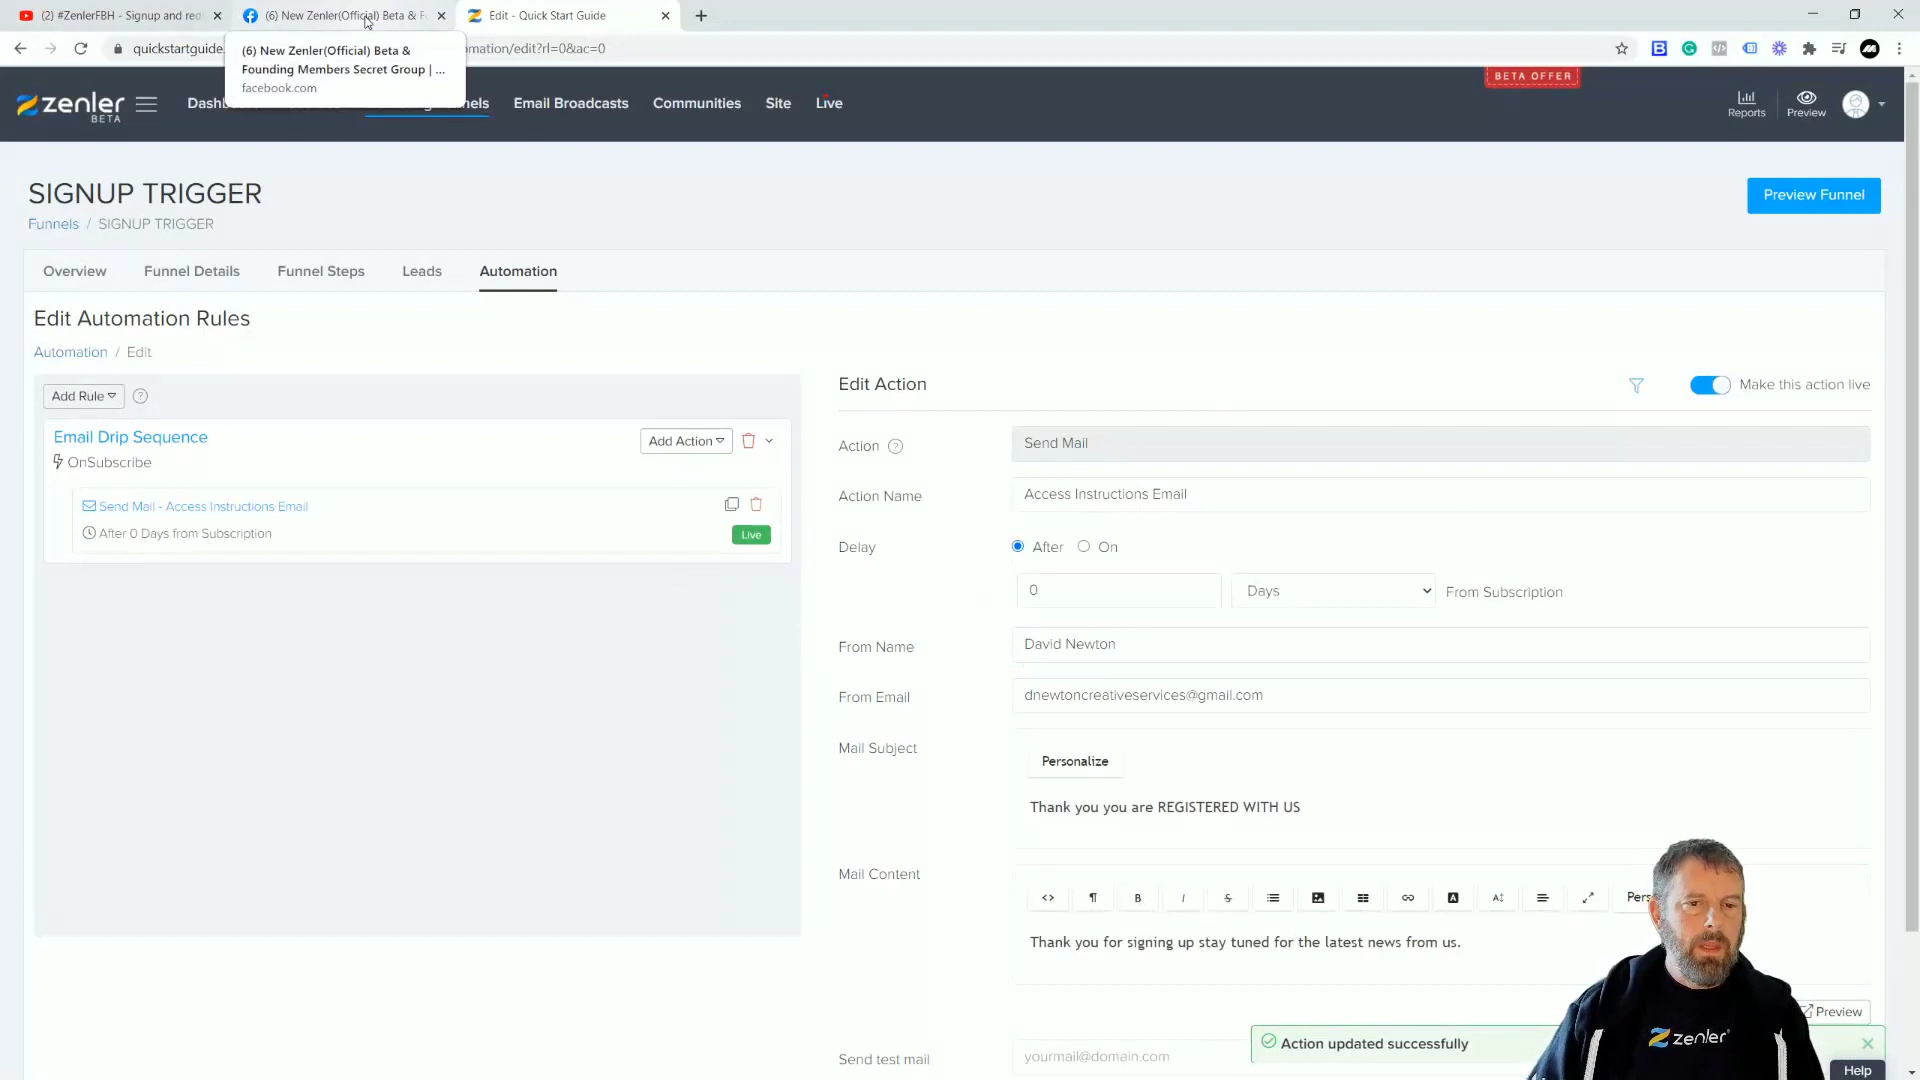 (2) #ZenlerFBH - Signup and red
(6) New Zenler(Official) Beta & F
Edit - Quick Start Guide
quickstartguide.
omation/edit?rl=0&ac=0
(6) New Zenler(Official) Beta &
Founding Members Secret Group | ...
facebook.com
zenler
BETA
Email Broadcasts
Communities
Site
Live
BETA OFFER
Reports
Preview
SIGNUP TRIGGER
Preview Funnel
Funnels / SIGNUP TRIGGER
Overview
Funnel Details
Funnel Steps
Leads
Automation
Edit Automation Rules
Automation / Edit
Add Rule
Email Drip Sequence
Add Action
OnSubscribe
Send Mail - Access Instructions Email
After 0 Days from Subscription
Live
Edit Action
Make this action live
Action
Send Mail
Action Name
Access Instructions Email
Delay
After
On
0
Days
From Subscription
From Name
David Newton
From Email
dnewtoncreativeservices@gmail.com
Mail Subject
Personalize
Thank you you are REGISTERED WITH US
Mail Content
Pers
Thank you for signing up stay tuned for the latest news from us.
Preview
Action updated successfully
Send test mail
yourmail@domain.com
zenler
Help